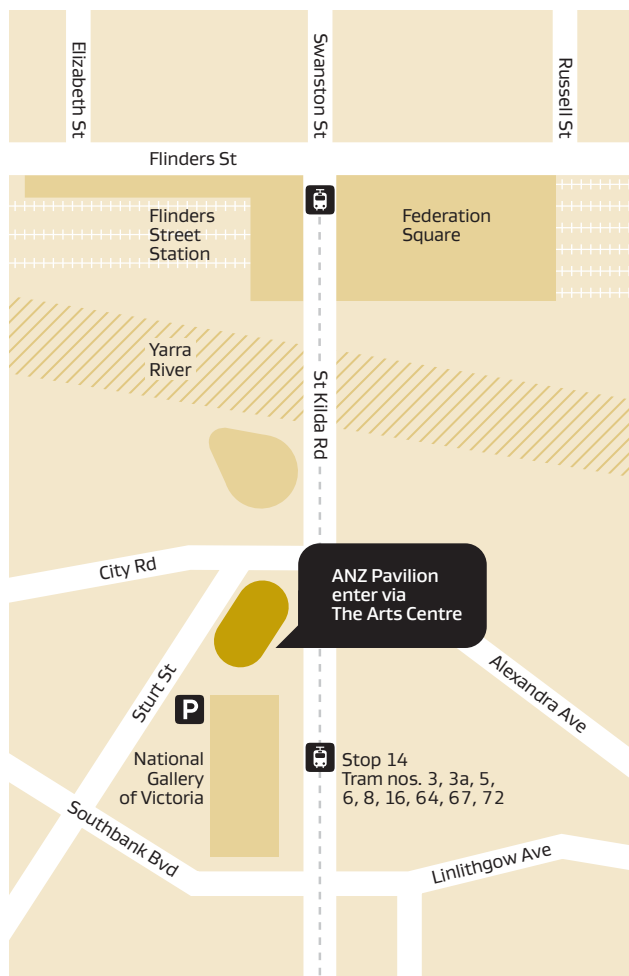 Elizabeth St
Swanston St
Russell St
Flinders St
Flinders
Street
Station
Federation
Square
Yarra
River
St Kilda Rd
City Rd
ANZ Pavilion
enter via
The Arts Centre
Sturt St
Alexandra Ave
P
National
Gallery
of Victoria
Stop 14
Tram nos. 3, 3a, 5,
6, 8, 16, 64, 67, 72
Southbank Bvd
Linlithgow Ave